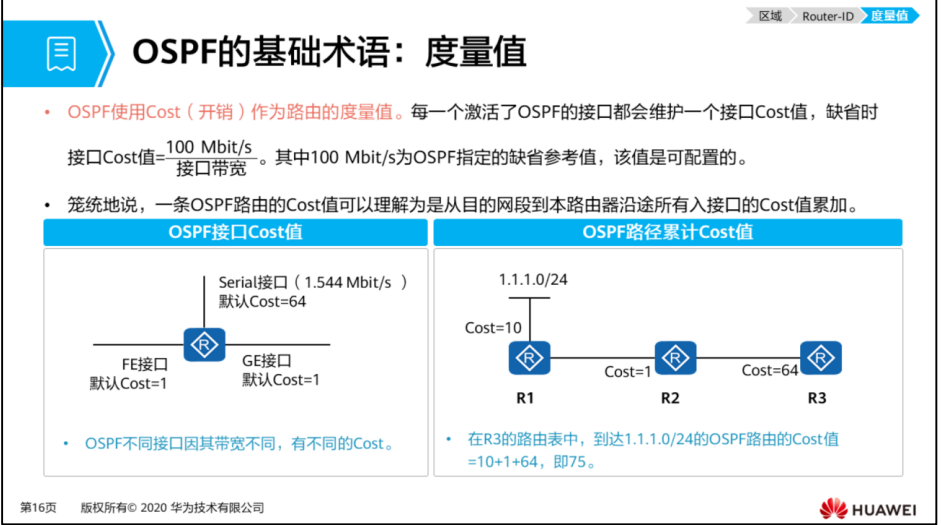 区域 Router-ID 度量值
OSPF的基础术语：度量值
• OSPF使用Cost（开销）作为路由的度量值。每一个激活了OSPF的接口都会维护一个接口Cost值，缺省时
接口Cost值=100 Mbit/s/接口带宽 。其中100 Mbit/s为OSPF指定的缺省参考值，该值是可配置的。
• 笼统地说，一条OSPF路由的Cost值可以理解为是从目的网段到本路由器沿途所有入接口的Cost值累加。
OSPF接口Cost值
Serial接口（1.544 Mbit/s ）
默认Cost=64
R
FE接口
默认Cost=1
GE接口
默认Cost=1
• OSPF不同接口因其带宽不同，有不同的Cost。
OSPF路径累计Cost值
1.1.1.0/24
Cost=10
R Cost=1 R Cost=64 R
R1 R2 R3
• 在R3的路由表中，到达1.1.1.0/24的OSPF路由的Cost值
=10+1+64，即75。
第16页 版权所有© 2020 华为技术有限公司
HUAWEI